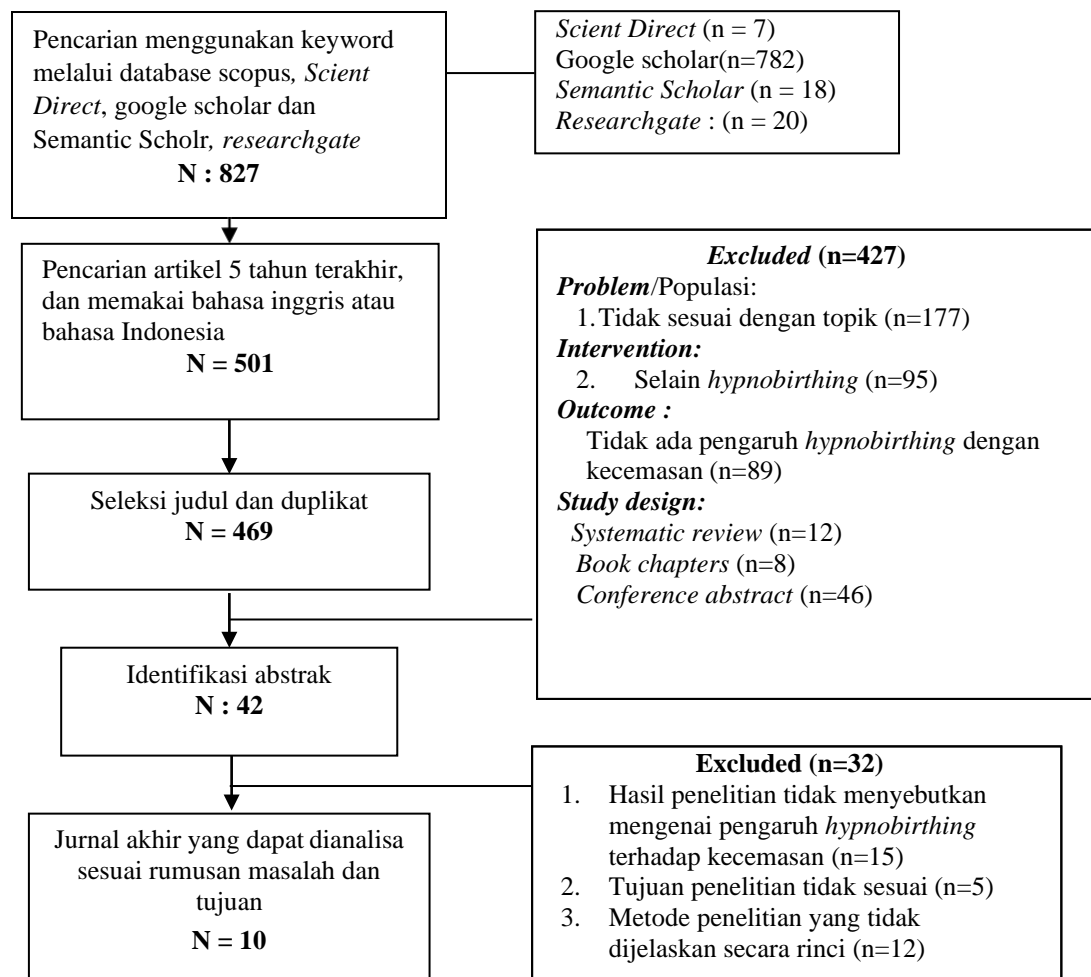 Pencarian menggunakan keyword
melalui database scopus, Scient
Direct, google scholar dan
Semantic Scholr, researchgate
N : 827
Scient Direct (n = 7)
Google scholar(n=782)
Semantic Scholar (n = 18)
Researchgate : (n = 20)
Pencarian artikel 5 tahun terakhir,
dan memakai bahasa inggris atau
bahasa Indonesia
N = 501
Excluded (n=427)
Problem/Populasi:
1.Tidak sesuai dengan topik (n=177)
Intervention:
2. Selain hypnobirthing (n=95)
Outcome :
Tidak ada pengaruh hypnobirthing dengan
kecemasan (n=89)
Study design:
Systematic review (n=12)
Book chapters (n=8)
Conference abstract (n=46)
Seleksi judul dan duplikat
N = 469
Identifikasi abstrak
N : 42
Excluded (n=32)
1. Hasil penelitian tidak menyebutkan
mengenai pengaruh hypnobirthing
terhadap kecemasan (n=15)
2. Tujuan penelitian tidak sesuai (n=5)
3. Metode penelitian yang tidak
dijelaskan secara rinci (n=12)
Jurnal akhir yang dapat dianalisa
sesuai rumusan masalah dan
tujuan
N = 10